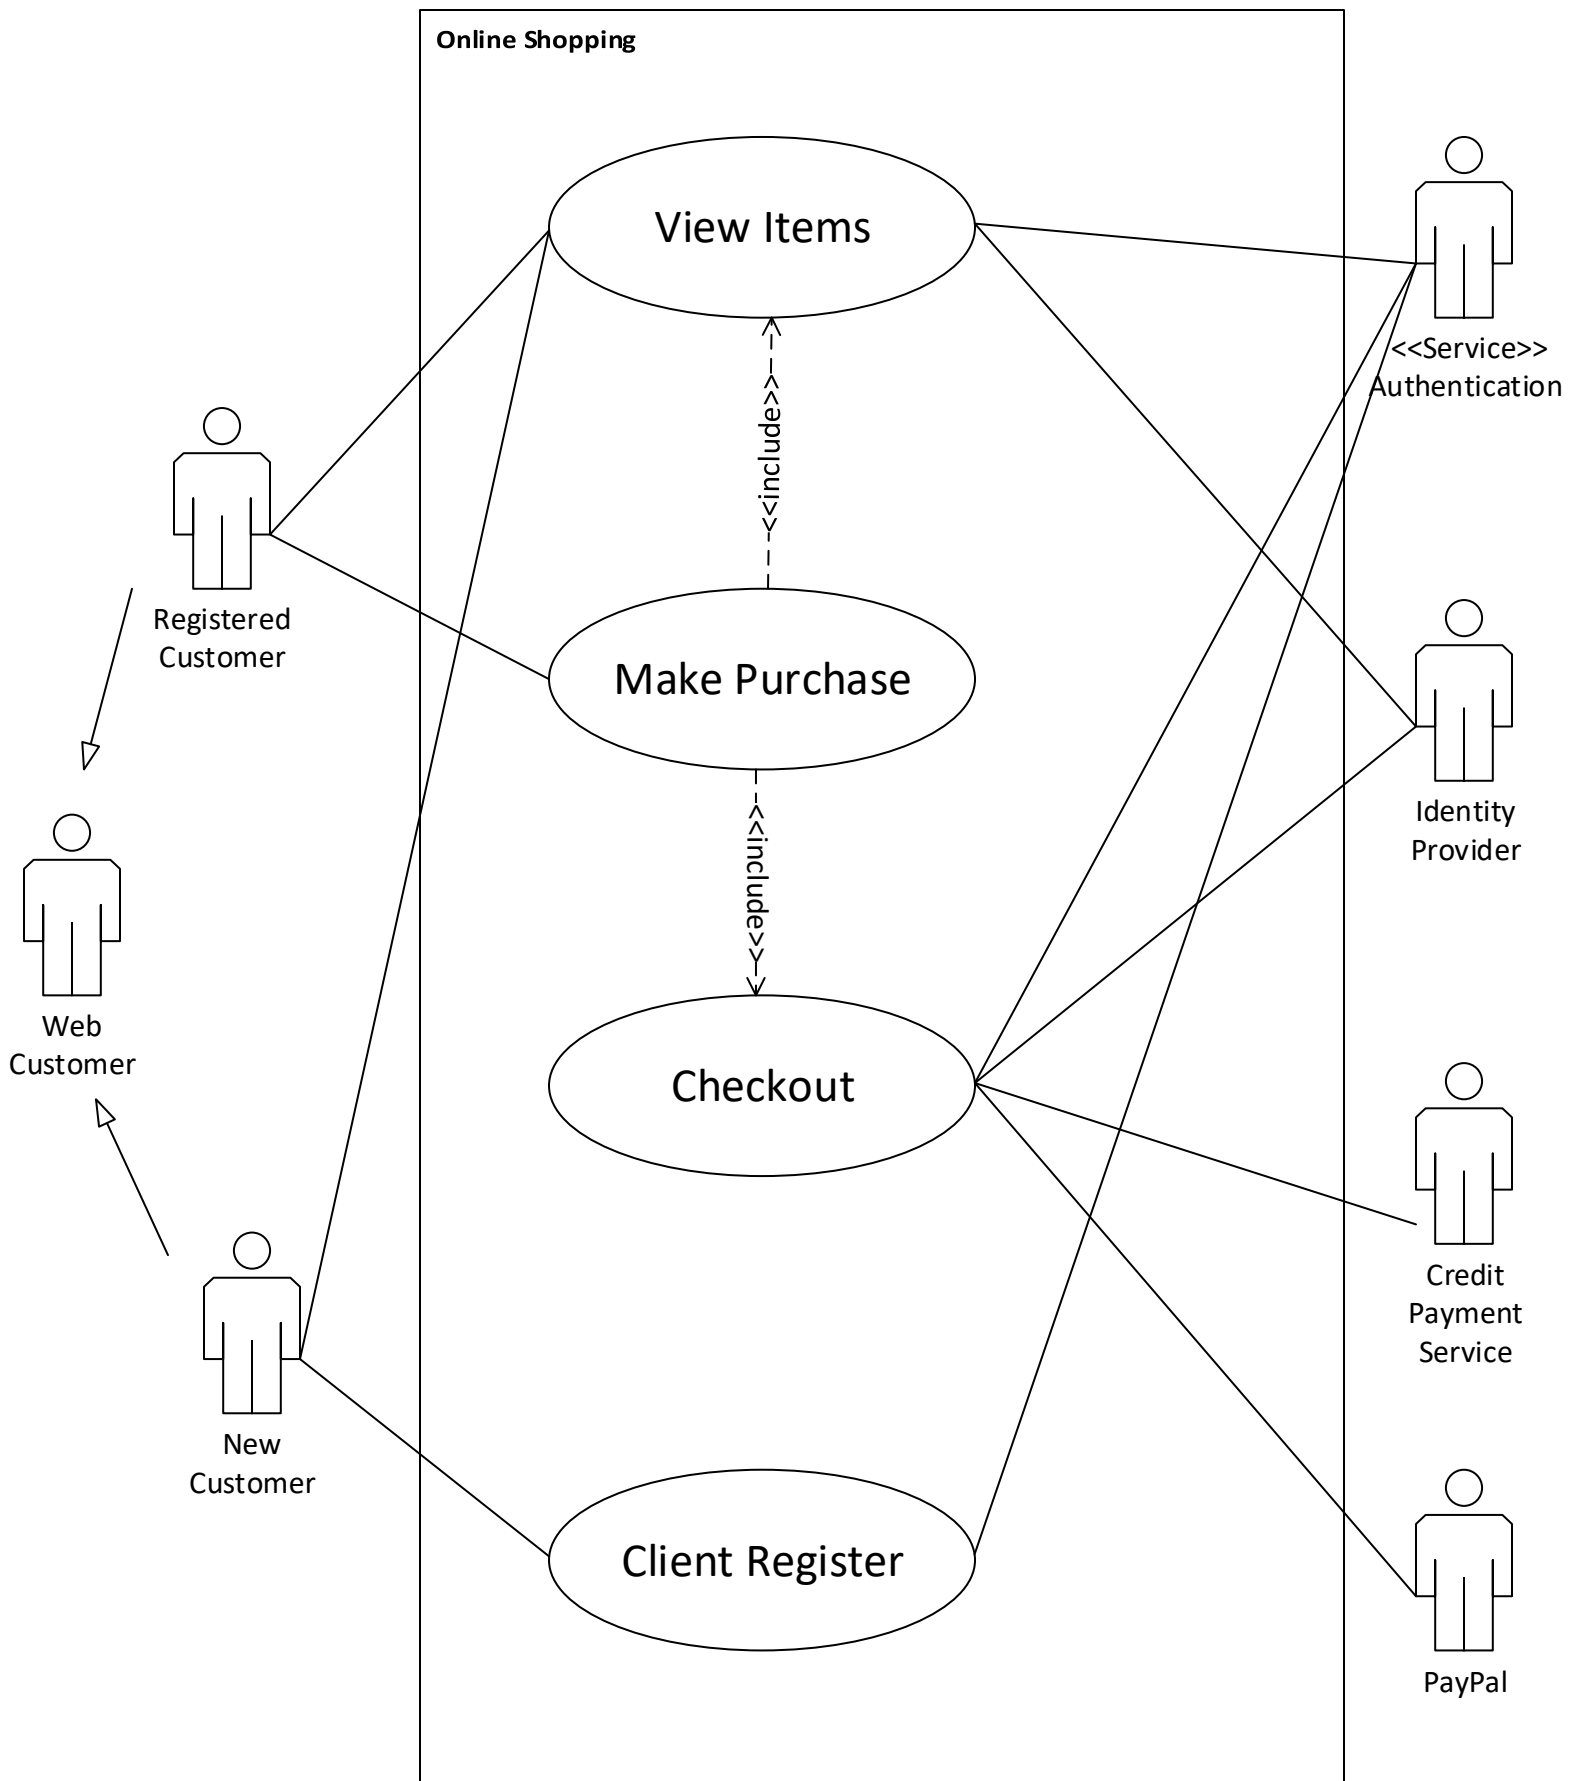 Online Shopping
View Items
<<Service>>
Authentication
<<include>>
Registered
Customer
Make Purchase
Identity
Provider
<<include>>
Web
Customer
Checkout
Credit
Payment
Service
New
Customer
Client Register
PayPal